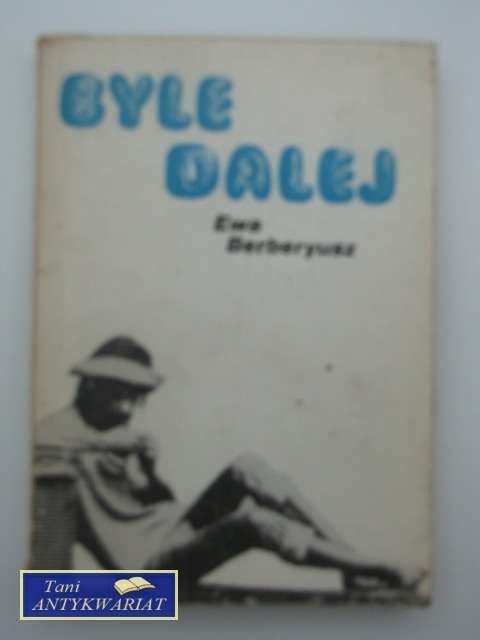 BYLE
DALEJ
Ewa
Berberyusz
Tani
ANTYKWARIAT